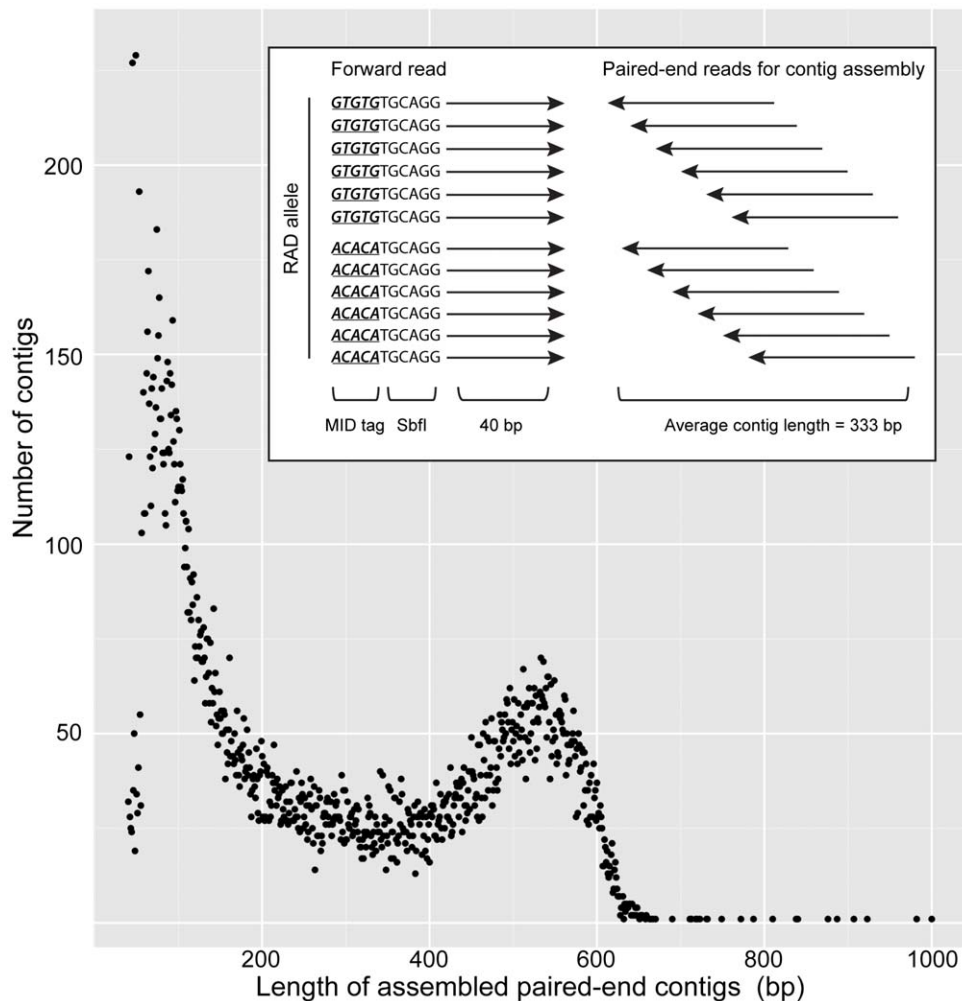 Forward read Paired-end reads for contig assembly
GTGTGTGCAGG
GTGTGTGCAGG
GTGTGTGCAGG
GTGTGTGCAGG
GTGTGTGCAGG
GTGTGTGCAGG
RAD allele
ACACATGCAGG
ACACATGCAGG
ACACATGCAGG
ACACATGCAGG
ACACATGCAGG
ACACATGCAGG
MID tag SbfI 40 bp Average contig length = 333 bp
Number of contigs
200
150
100
50
200 400 600 800 1000
Length of assembled paired-end contigs (bp)